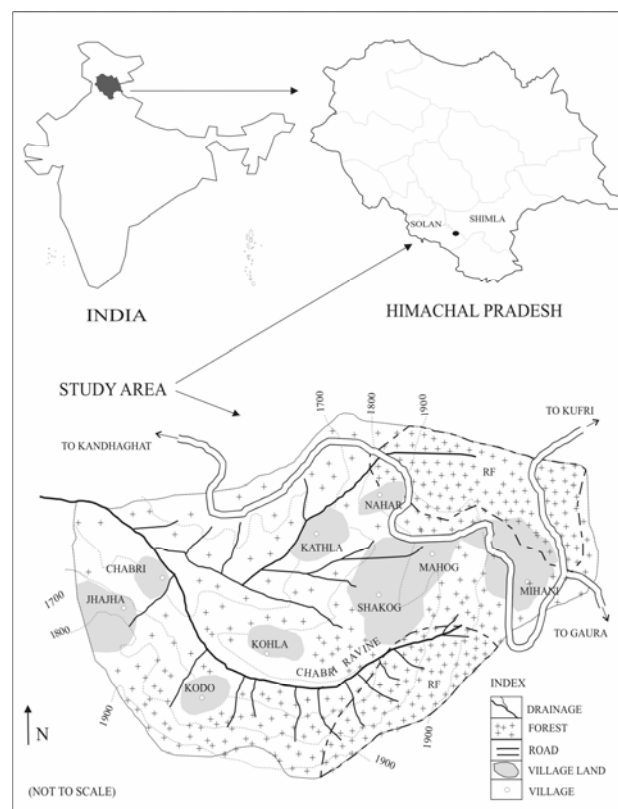 SOLAN
SHIMLA
INDIA
HIMACHAL PRADESH
STUDY AREA
1700
1800
1900
TO KUFRI
TO KANDHAGHAT
RF
NAHAR
KATHLA
MAHOG
CHABRI
MIHANI
JHAJHA
SHAKOG
1700
1800
KOHLA
TO GAURA
CHABRI RAVINE
KODO
RF
1900
1900
1900
INDEX
DRAINAGE
FOREST
ROAD
VILLAGE LAND
VILLAGE
N
(NOT TO SCALE)